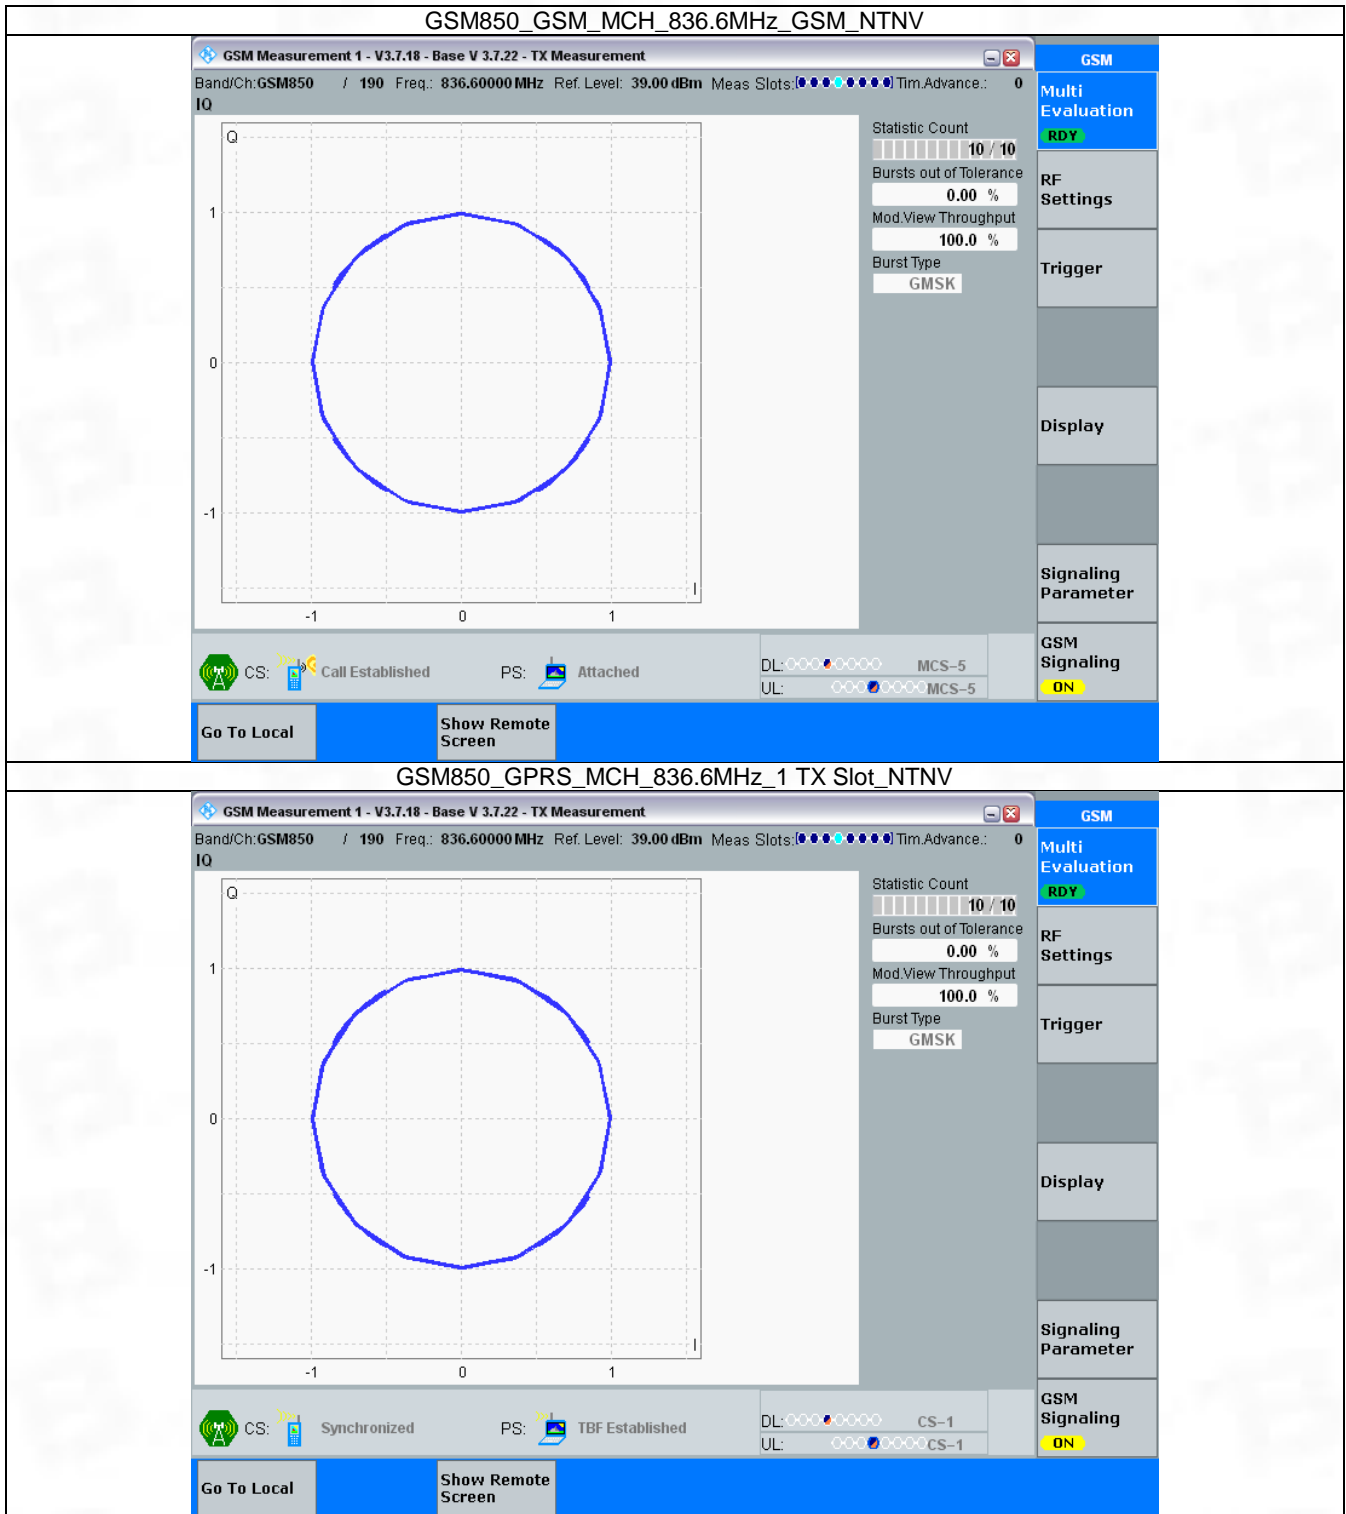 GSM850_GSM_MCH_836.6MHz_GSM_NTNV
GSM Measurement 1 - V3.7.18 - Base V 3.7.22 - TX Measurement
GSM
Band/Ch:GSM850 / 190 Freq.: 836.60000 MHz Ref. Level: 39.00 dBm Meas Slots: Tim.Advance.: 0
IQ
Multi
Evaluation
RDY
Q
Statistic Count
10 / 10
Bursts out of Tolerance
0.00 %
Mod.View Throughput
100.0 %
Burst Type
GMSK
RF
Settings
Trigger
1
0
-1
I
-1 0 1
Display
Signaling
Parameter
GSM
Signaling
ON
CS: Call Established PS: Attached DL: MCS-5
UL: MCS-5
Go To Local
Show Remote
Screen
GSM850_GPRS_MCH_836.6MHz_1 TX Slot_NTNV
GSM Measurement 1 - V3.7.18 - Base V 3.7.22 - TX Measurement
GSM
Band/Ch:GSM850 / 190 Freq.: 836.60000 MHz Ref. Level: 39.00 dBm Meas Slots: Tim.Advance.: 0
IQ
Multi
Evaluation
RDY
Q
Statistic Count
10 / 10
Bursts out of Tolerance
0.00 %
Mod.View Throughput
100.0 %
Burst Type
GMSK
RF
Settings
Trigger
1
0
-1
I
-1 0 1
Display
Signaling
Parameter
GSM
Signaling
ON
CS: Synchronized PS: TBF Established DL: CS-1
UL: CS-1
Go To Local
Show Remote
Screen